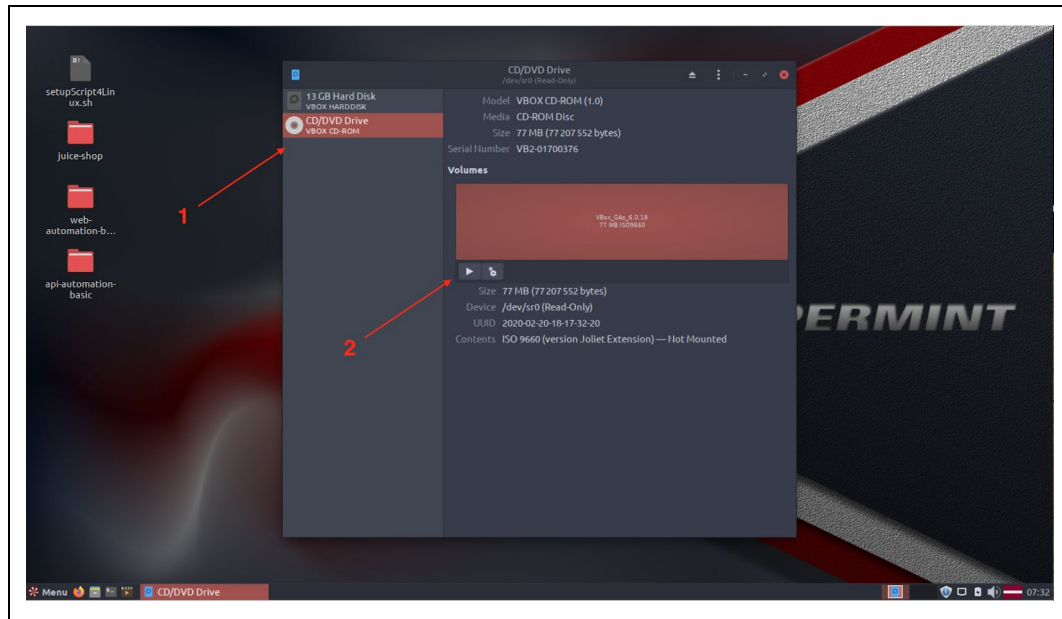 setupScript4Lin
ux.sh
juice-shop
web-
automation-b...
api-automation-
basic
CD/DVD Drive
/dev/sr0 (Read-Only)
13 GB Hard Disk
VBOX HARDDISK
CD/DVD Drive
VBOX CD-ROM
1
Model VBOX CD-ROM (1.0)
Media CD-ROM Disc
Size 77 MB (77 207 552 bytes)
Serial Number VB2-01700376
Volumes
VBox_GAs_6.0.18
77 MB ISO9660
2
Size 77 MB (77 207 552 bytes)
Device /dev/sr0 (Read-Only)
UUID 2020-02-20-18-17-32-20
Contents ISO 9660 (version Joliet Extension) — Not Mounted
PERMINT
Menu
CD/DVD Drive
07:32